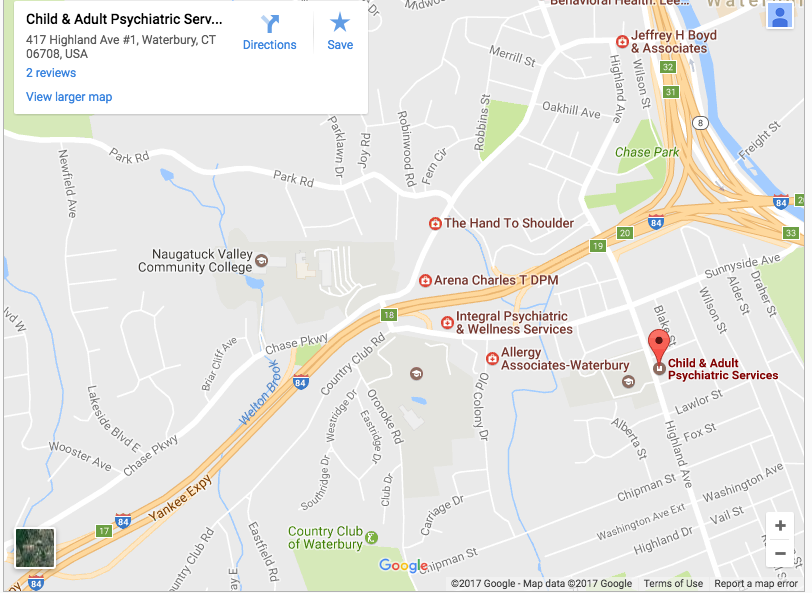 Child & Adult Psychiatric Serv...
417 Highland Ave #1, Waterbury, CT
06708, USA
2 reviews
View larger map
Directions
Save
Midwood
Behavioral Health: Lee...
Waterbury
Jeffrey H Boyd
& Associates
Merrill St
Highland Ave
Wilson St
32
31
8
Oakhill Ave
Robbins St
Freight St
Chase Park
Parklawn Dr
Joy Rd
Robinwood Rd
Fern Cir
Park Rd
Park Rd
Newfield Ave
84
2
The Hand To Shoulder
84
20
33
19
Naugatuck Valley
Community College
Sunnyside Ave
Arena Charles T DPM
Wilson St
Alder St
Draher St
18
Integral Psychiatric
& Wellness Services
Blake St
lvd W
Chase Pkwy
Country Club Rd
Allergy
Associates-Waterbury
Child & Adult
Psychiatric Services
Briar Cliff Ave
84
Welton Brook
Old Colony Dr
Lakeside Blvd E
Westridge Dr
Eastridge Dr
Oronoke Rd
Lawlor St
Fox St
Alberta St
Highland Ave
Wooster Ave
Chase Pkwy
Southridge Dr
Club Dr
Chipman St
Washington Ave
Yankee Expy
Carriage Dr
Washington Ave Ext
Vail St
Highland Dr
84
17
Country Club
of Waterbury
Eastfield Rd
untry Club Rd
Chipman St
Google
84
py
ye E
+
−
©2017 Google - Map data ©2017 Google
Terms of Use
Report a map error